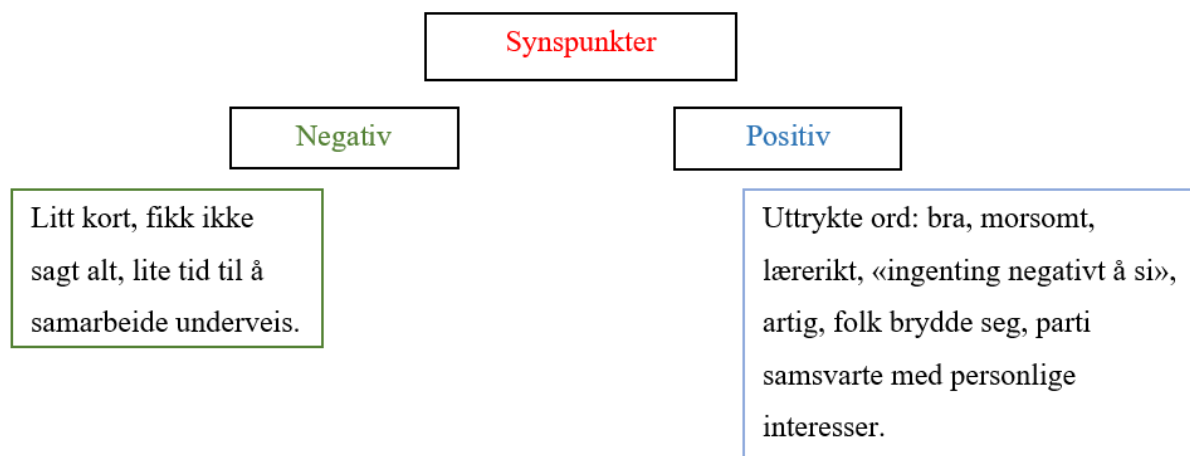 Synspunkter
Negativ
Positiv
Litt kort, fikk ikke
sagt alt, lite tid til å
samarbeide underveis.
Uttrykte ord: bra, morsomt,
lærerikt, «ingenting negativt å si»,
artig, folk brydde seg, parti
samsvarte med personlige
interesser.